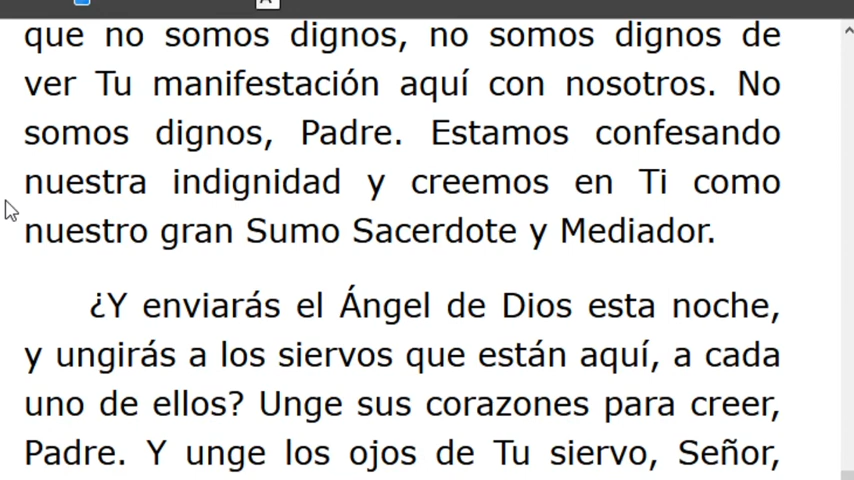 que no somos dignos, no somos dignos de
ver Tu manifestación aquí con nosotros. No
somos dignos, Padre. Estamos confesando
nuestra indignidad y creemos en Ti como
nuestro gran Sumo Sacerdote y Mediador.
¿Y enviarás el Ángel de Dios esta noche,
y ungirás a los siervos que están aquí, a cada
uno de ellos? Unge sus corazones para creer,
Padre. Y unge los ojos de Tu siervo, Señor,